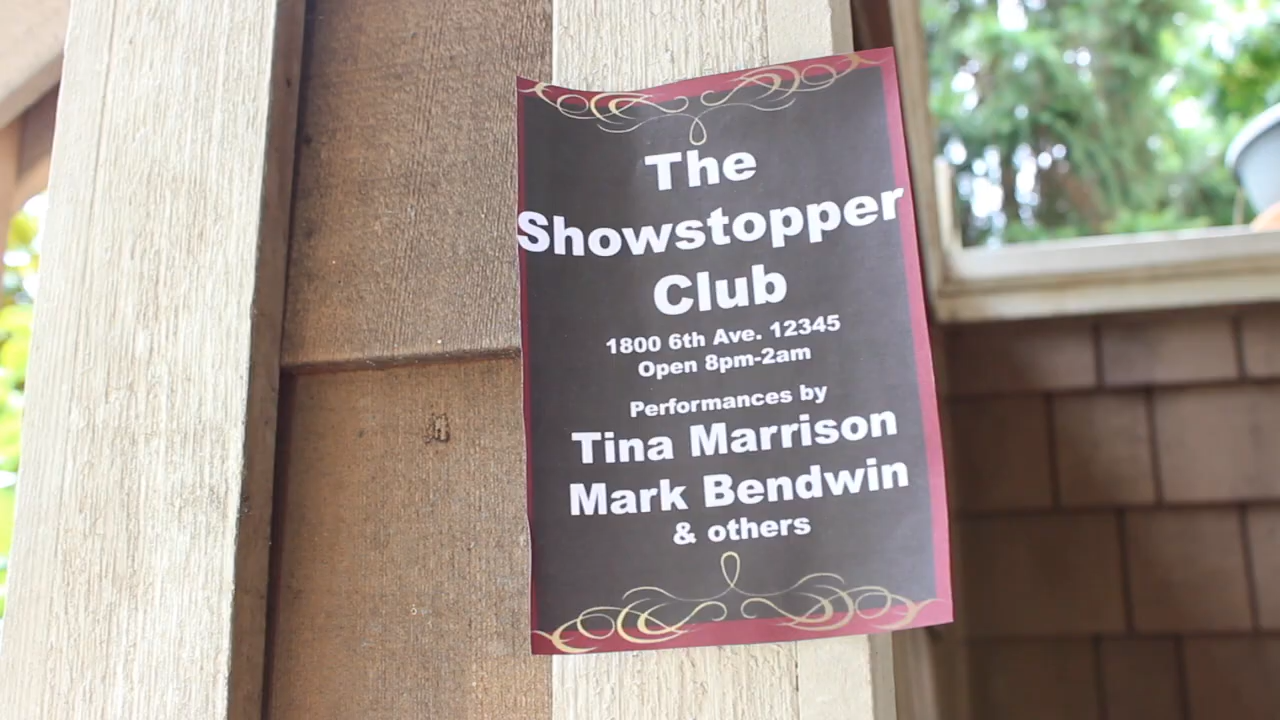 The
Showstopper
Club
1800 6th Ave. 12345
Open 8pm-2am
Performances by
Tina Marrison
Mark Bendwin
& others